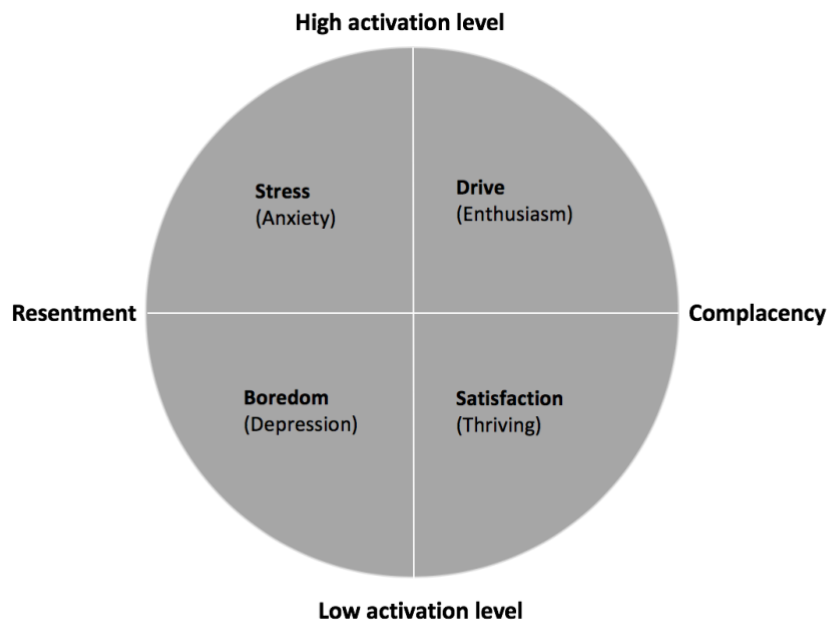 High activation level
Stress
(Anxiety)
Drive
(Enthusiasm)
Resentment
Complacency
Boredom
(Depression)
Satisfaction
(Thriving)
Low activation level